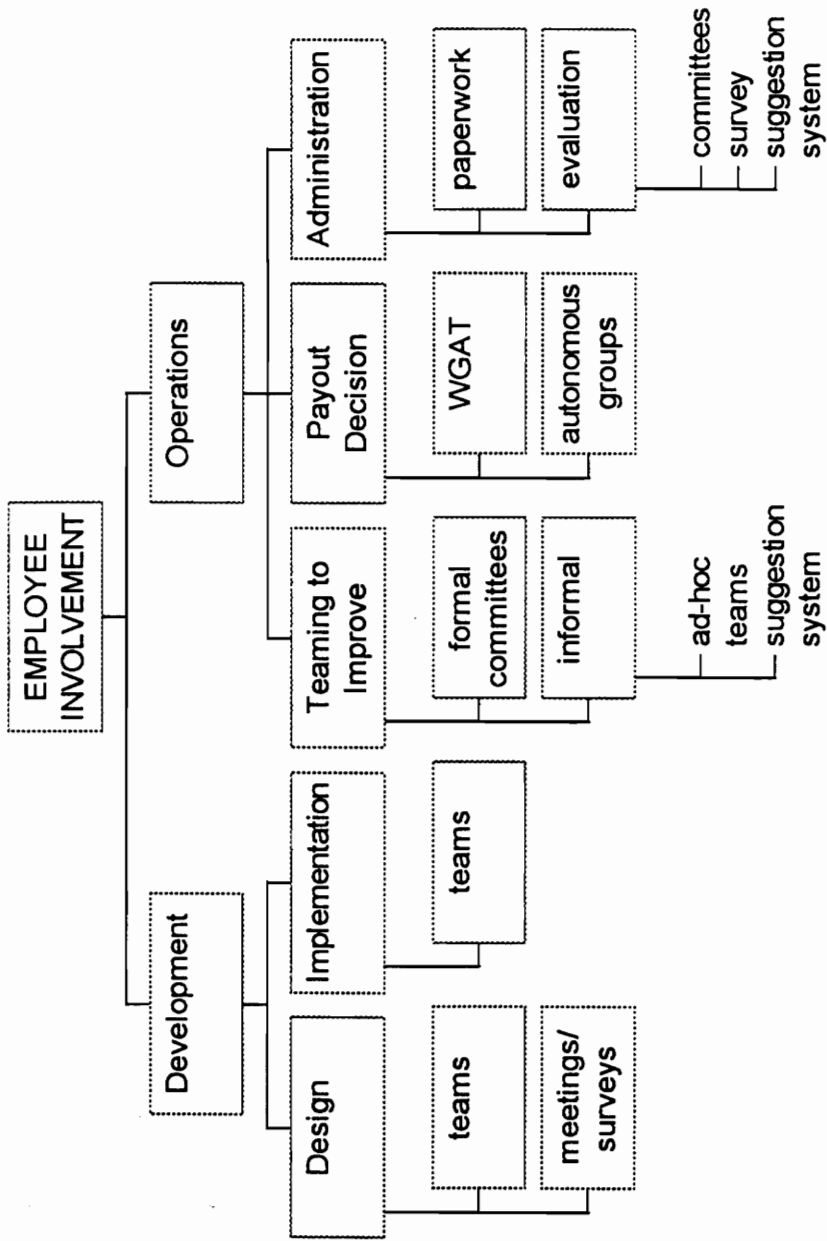 EMPLOYEE
INVOLVEMENT
Development
Operations
Design
Implementation
Teaming to
Improve
Payout
Decision
Administration
teams
meetings/
surveys
teams
formal
committees
informal
ad-hoc
teams
suggestion
system
WGAT
autonomous
groups
paperwork
evaluation
committees
survey
suggestion
system